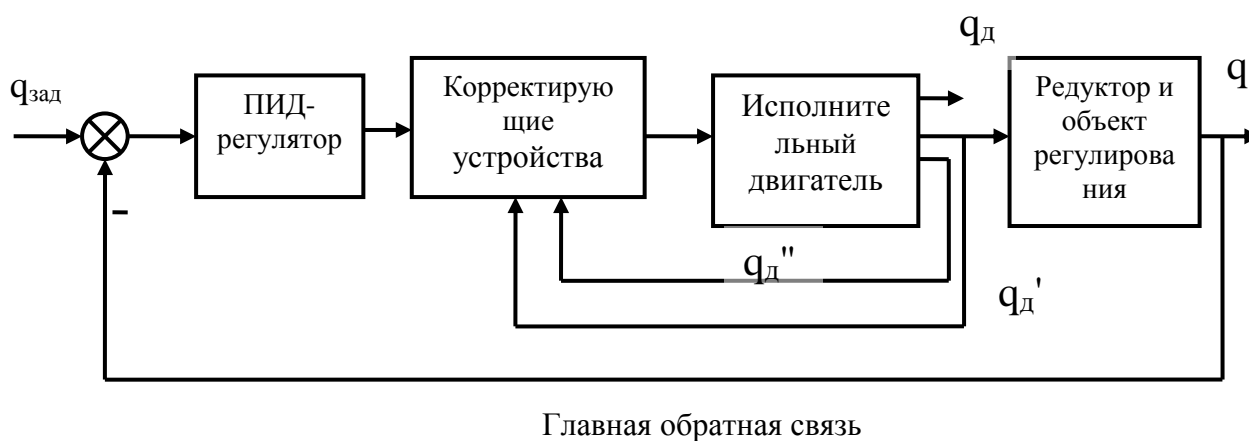 qзад
ПИД-
регулятор
Корректирую
щие
устройства
Исполните
льный
двигатель
qд
Редуктор и
объект
регулирова
ния
q
-
qд''
qд'
Главная обратная связь